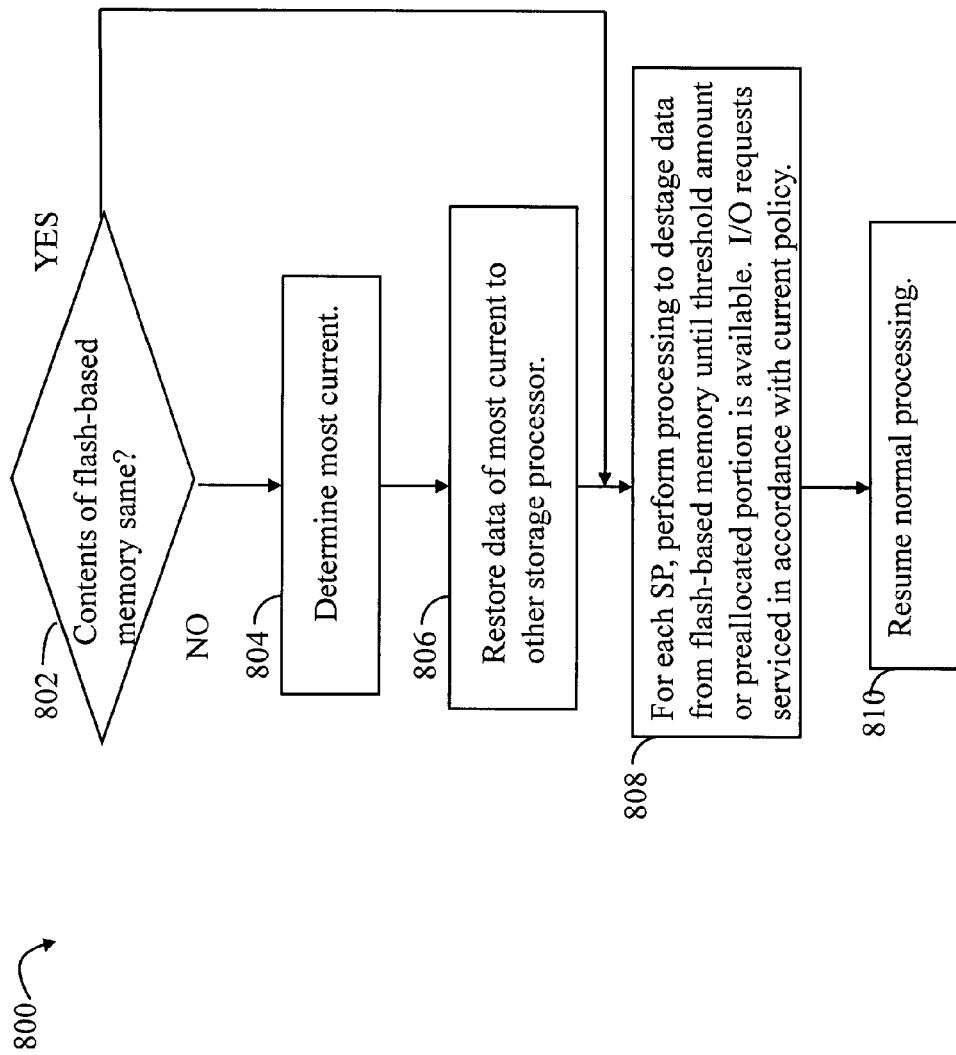 800
802
Contents of flash-based
memory same?
YES
NO
804
Determine most current.
806
Restore data of most current to
other storage processor.
808
For each SP, perform processing to destage data
from flash-based memory until threshold amount
or preallocated portion is available.  I/O requests
serviced in accordance with current policy.
810
Resume normal processing.